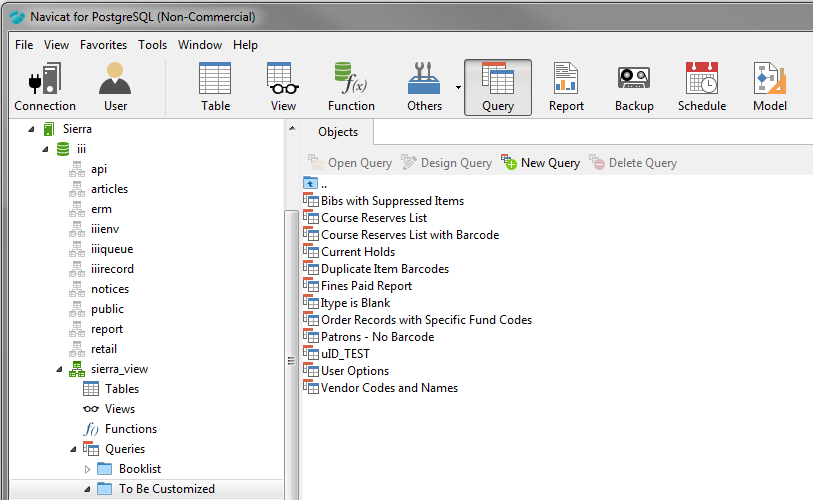 Navicat for PostgreSQL (Non-Commercial)
File View Favorites Tools Window Help
Connection User Table View Function Others Query Report Backup Schedule Model
Sierra
iii
api
articles
erm
iiienv
iiiqueue
iiirecord
notices
public
report
retail
sierra_view
Tables
Views
Functions
Queries
Booklist
To Be Customized
Objects
Open Query Design Query New Query Delete Query
..
Bibs with Suppressed Items
Course Reserves List
Course Reserves List with Barcode
Current Holds
Duplicate Item Barcodes
Fines Paid Report
Itype is Blank
Order Records with Specific Fund Codes
Patrons - No Barcode
uID_TEST
User Options
Vendor Codes and Names